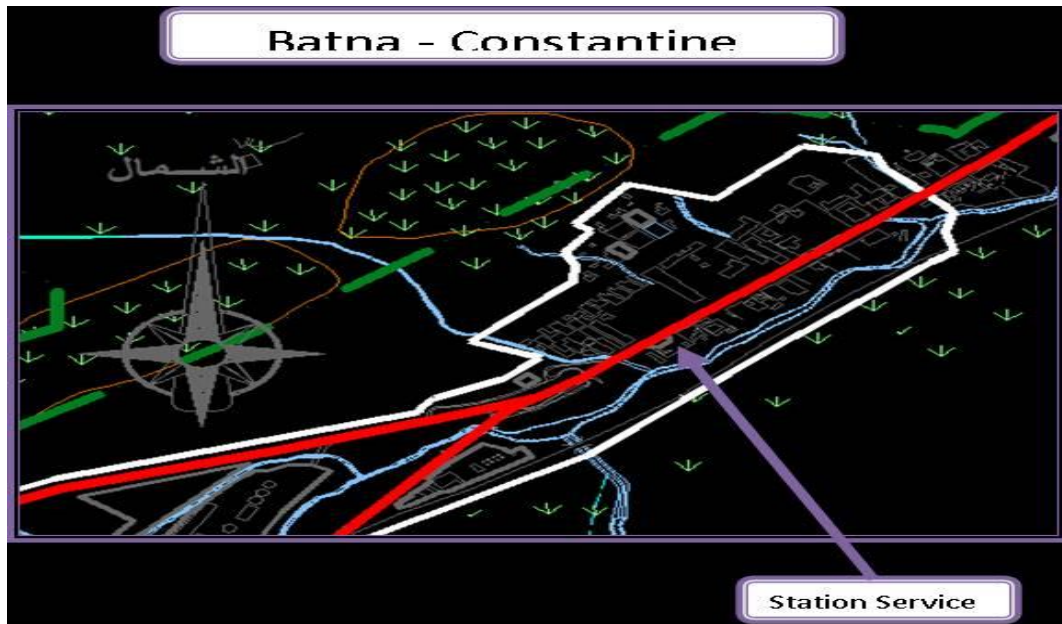 Batna - Constantine
الشمال
Station Service